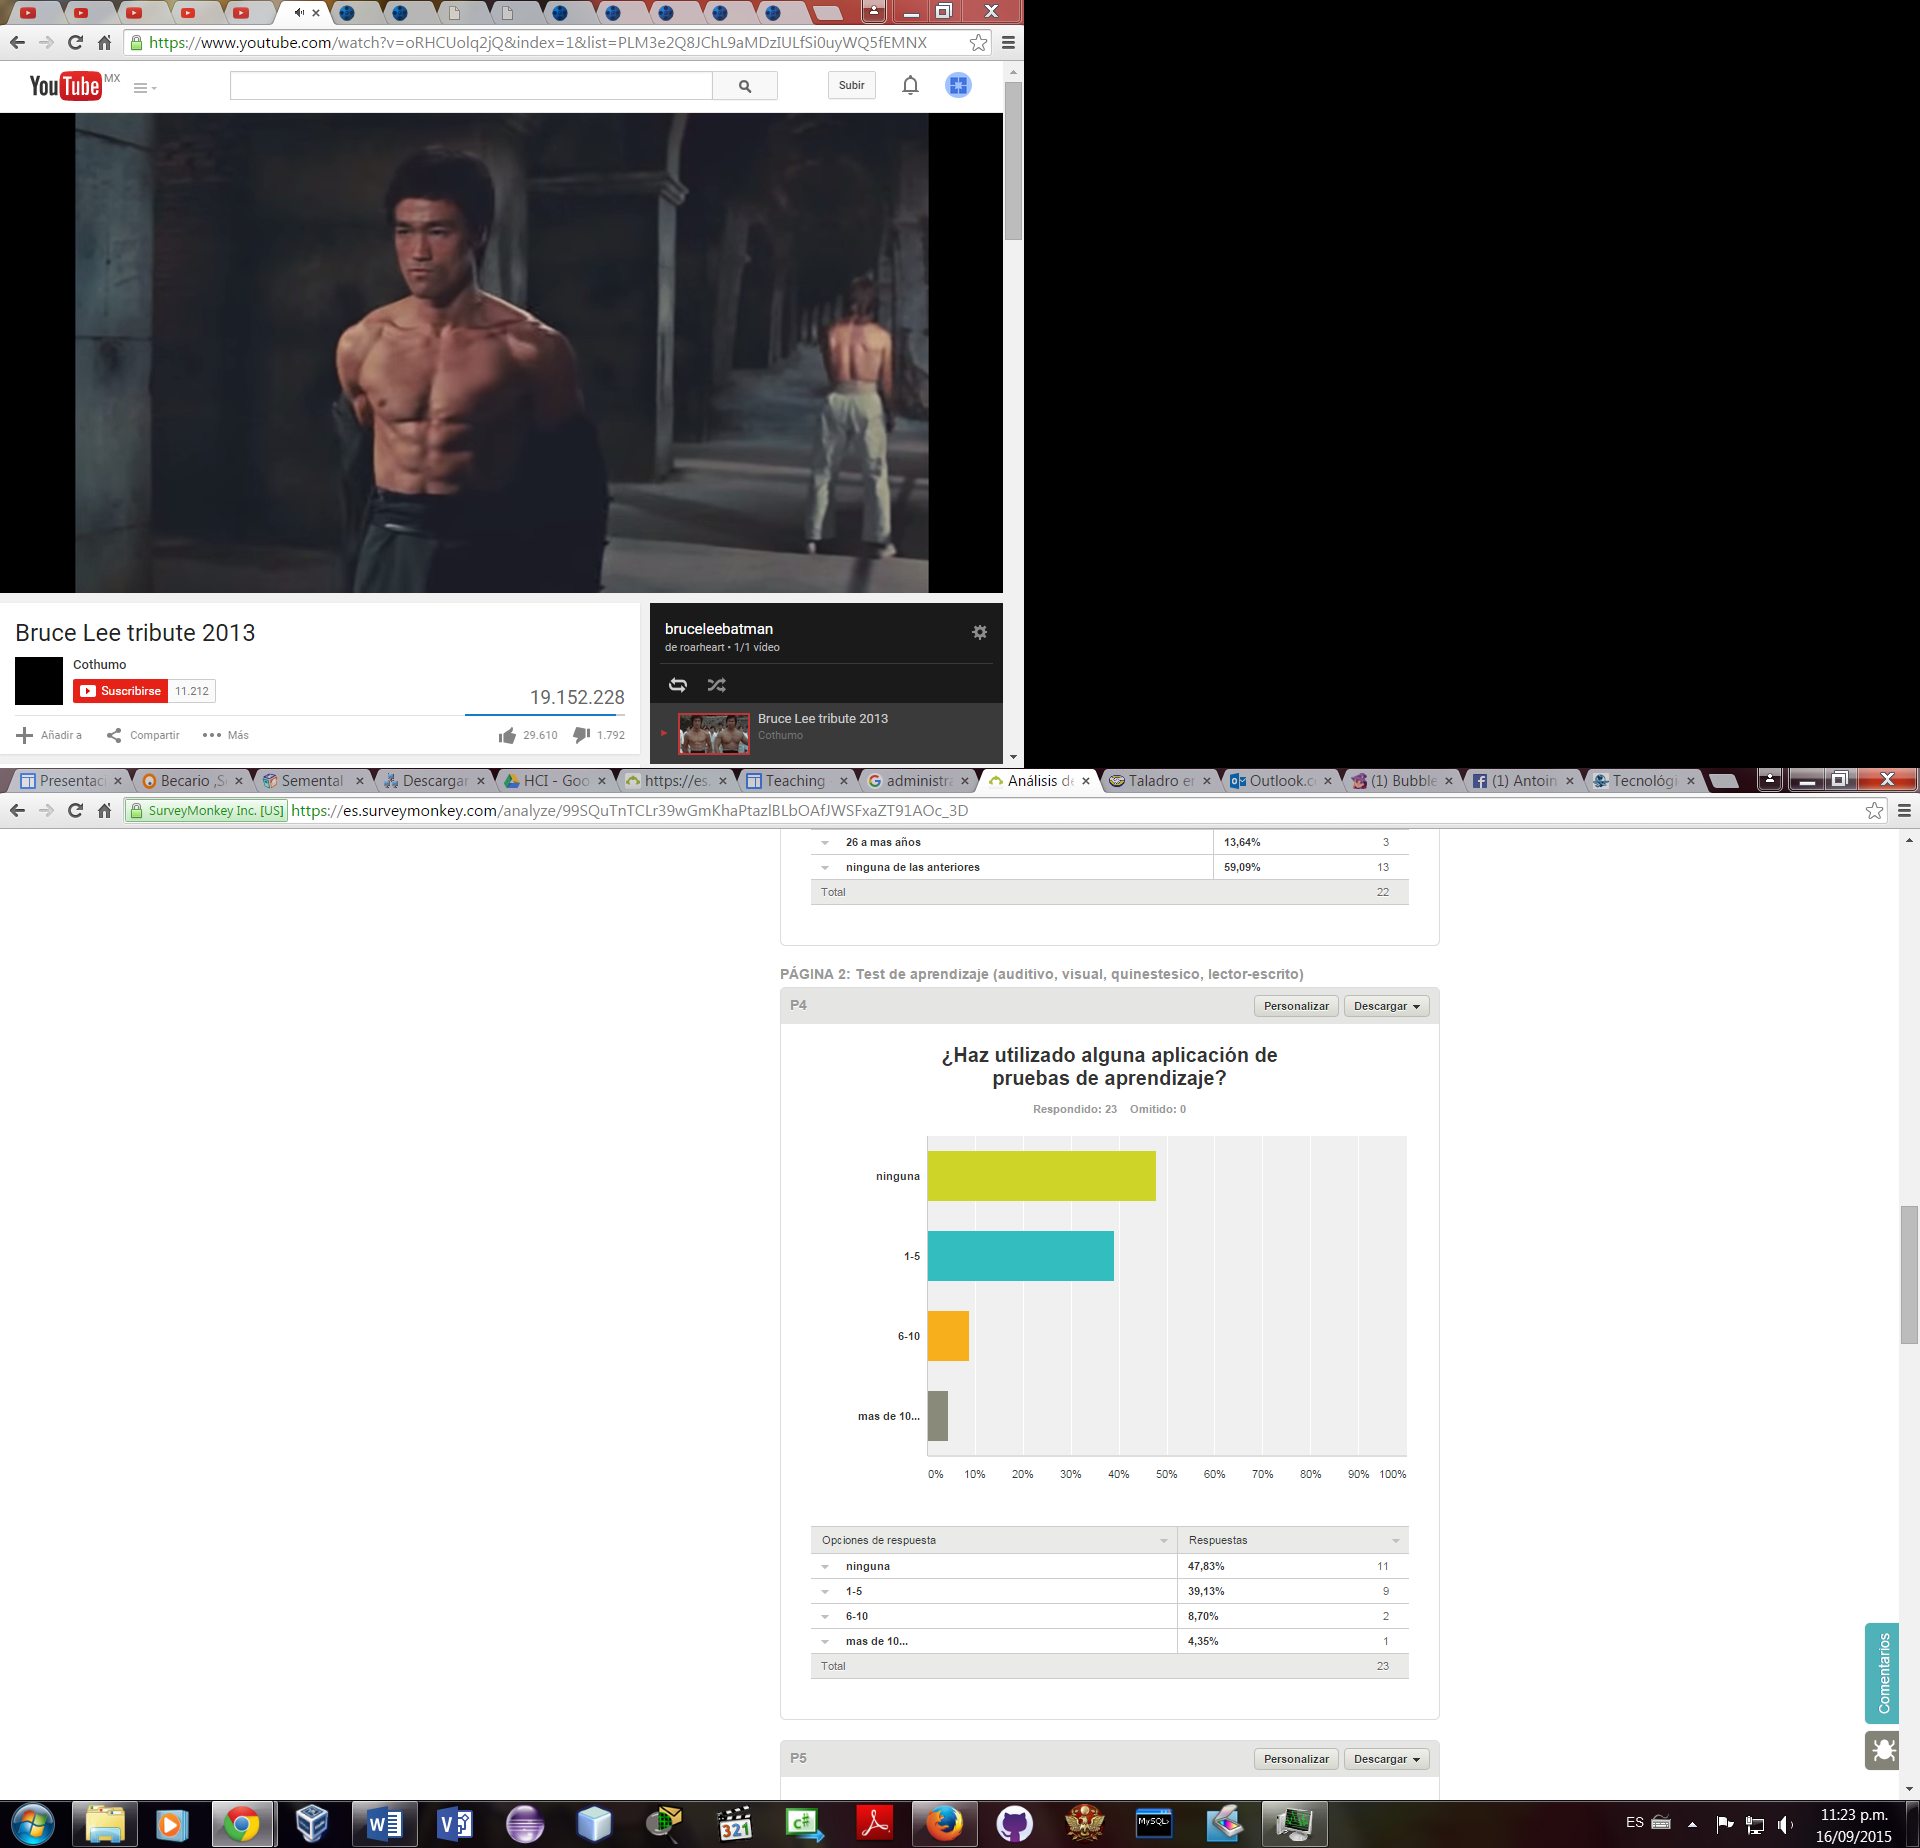 https://www.youtube.com/watch?v=oRHCUolq2jQ&index=1&list=PLM3e2Q8JChL9aMDzIULfSi0uyWQ5fEMNX
YouTube MX
Subir
Bruce Lee tribute 2013
Cothumo
Suscribirse 11.212
19.152.228
Añadir a Compartir Más 29.610 1.792
bruceleebatman
de roarheart • 1/1 vídeo
Bruce Lee tribute 2013
Cothumo
Presentac Becario ,S Semental Descargar HCI - Goo https://es. Teaching administra Análisis de Taladro en Outlook.co (1) Bubble (1) Antoin Tecnológi
SurveyMonkey Inc. [US] https://es.surveymonkey.com/analyze/99SQuTnTCLr39wGmKhaPtazlBLbOAfJWSFxaZT91AOc_3D
26 a mas años 13,64% 3
ninguna de las anteriores 59,09% 13
Total 22
PÁGINA 2: Test de aprendizaje (auditivo, visual, quinestesico, lector-escrito)
P4 Personalizar Descargar
¿Haz utilizado alguna aplicación de
pruebas de aprendizaje?
Respondido: 23 Omitido: 0
ninguna
1-5
6-10
mas de 10...
0% 10% 20% 30% 40% 50% 60% 70% 80% 90% 100%
Opciones de respuesta Respuestas
ninguna 47,83% 11
1-5 39,13% 9
6-10 8,70% 2
mas de 10... 4,35% 1
Total 23
Comentarios
P5 Personalizar Descargar
321
C#
MySQL
ES
11:23 p.m.
16/09/2015